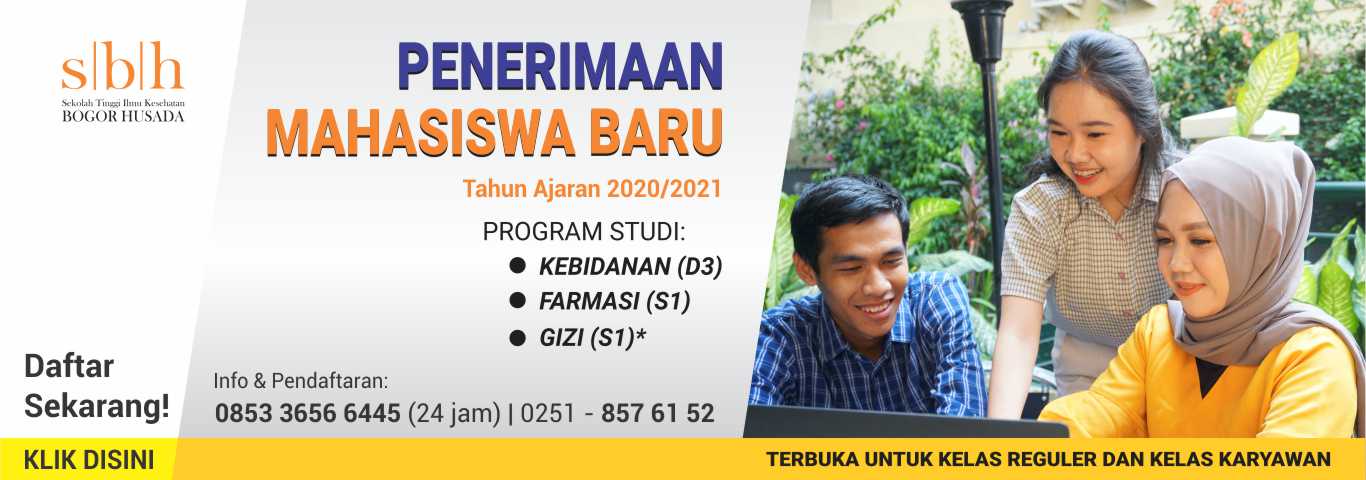 s|b|h
Sekolah Tinggi Ilmu Kesehatan
BOGOR HUSADA
PENERIMAAN
MAHASISWA BARU
Tahun Ajaran 2020/2021
PROGRAM STUDI:
● KEBIDANAN (D3)
● FARMASI (S1)
● GIZI (S1)*
Daftar
Sekarang!
KLIK DISINI
Info & Pendaftaran:
0853 3656 6445 (24 jam) | 0251 - 857 61 52
TERBUKA UNTUK KELAS REGULER DAN KELAS KARYAWAN